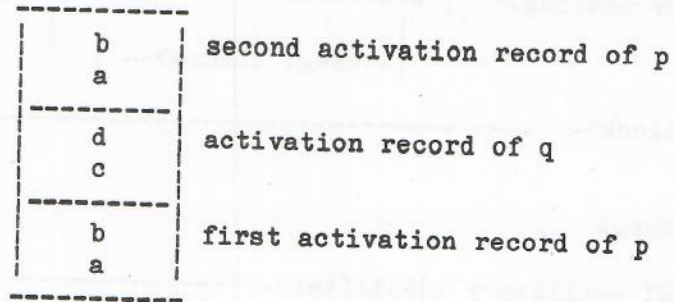 b second activation record of p
a
d activation record of q
c
b first activation record of p
a